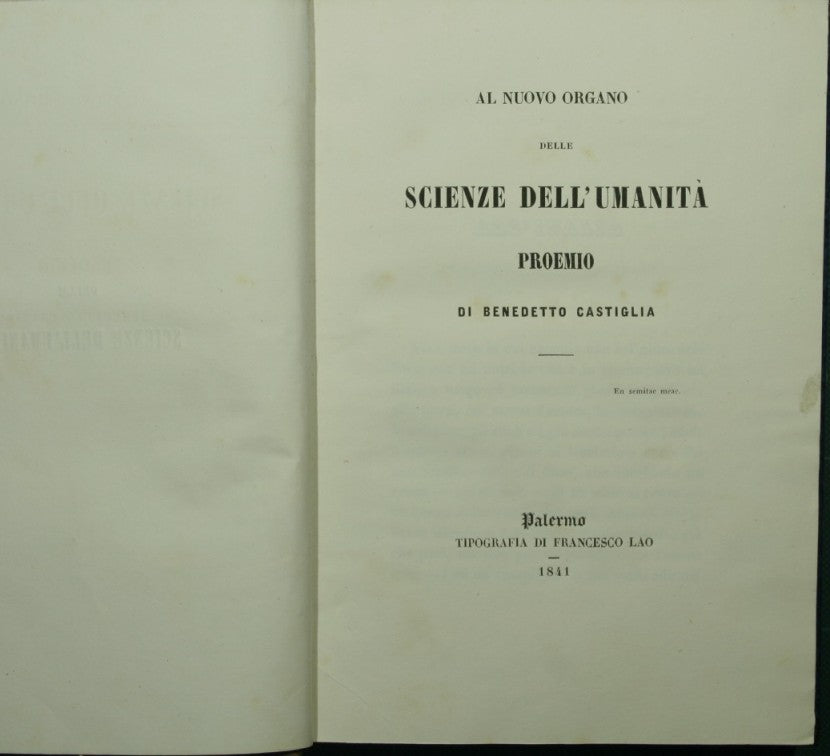 AL NUOVO ORGANO
DELLE
SCIENZE DELL'UMANITÀ
PROEMIO
DI BENEDETTO CASTIGLIA
En semitae meae.
Palermo
TIPOGRAFIA DI FRANCESCO LAO
1841